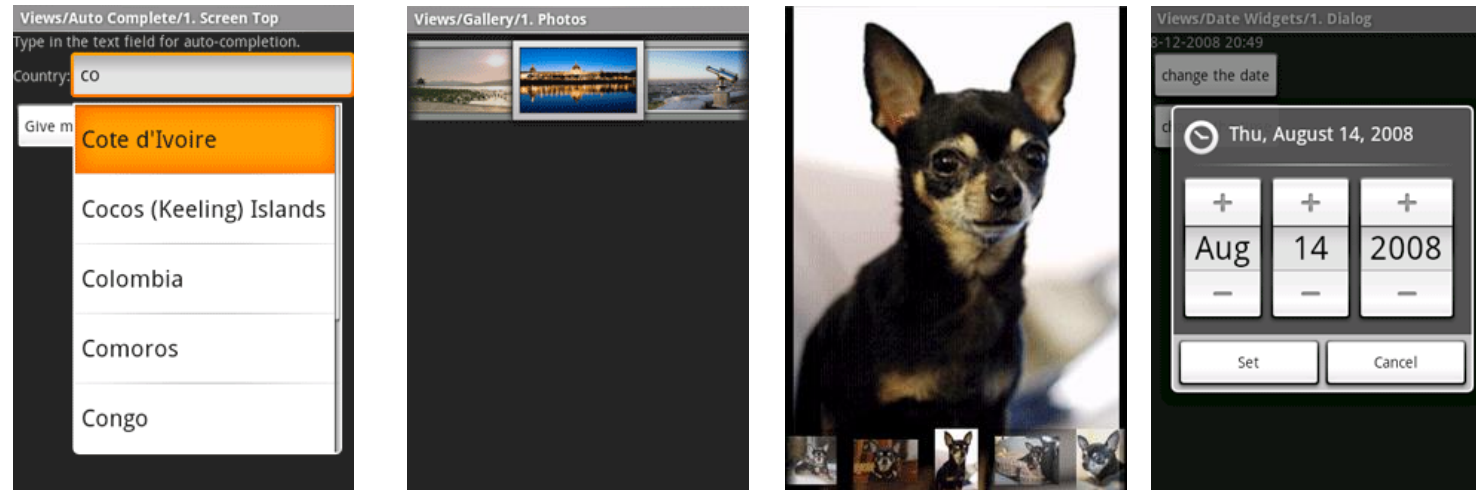 Views/Auto Complete/1. Screen Top
Type in the text field for auto-completion.
Country: co
Give m
Cote d'Ivoire
Cocos (Keeling) Islands
Colombia
Comoros
Congo
Views/Gallery/1. Photos
Views/Date Widgets/1. Dialog
8-12-2008 20:49
change the date
Thu, August 14, 2008
+ + +
Aug 14 2008
- - -
Set Cancel